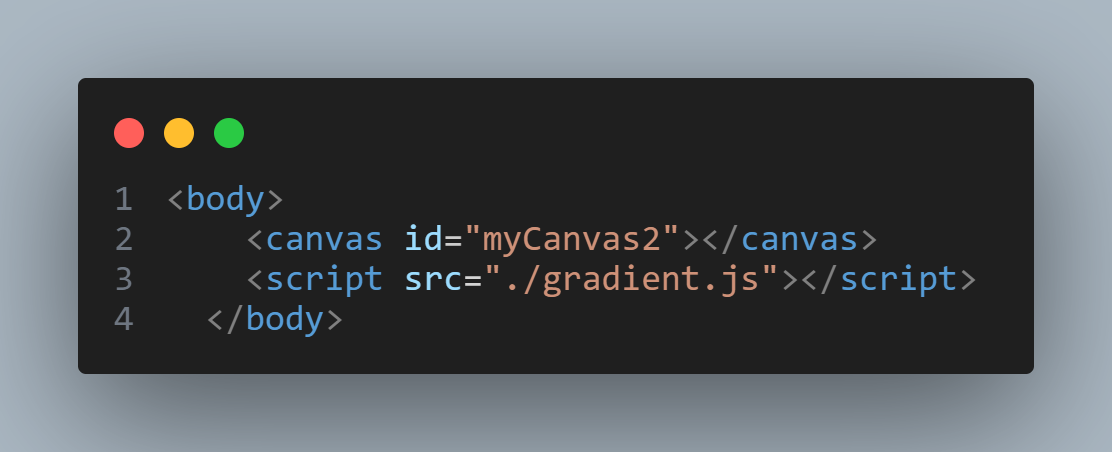 1 <body>
2     <canvas id="myCanvas2"></canvas>
3     <script src="./gradient.js"></script>
4   </body>